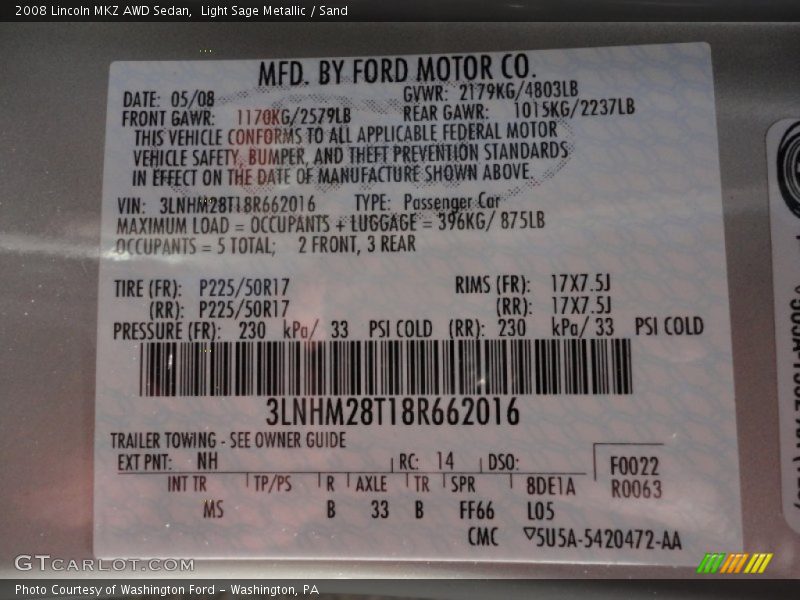 2008 Lincoln MKZ AWD Sedan,  Light Sage Metallic / Sand
MFD. BY FORD MOTOR CO.
DATE: 05/08 GVWR: 2179KG/4803LB
FRONT GAWR: 1170KG/2579LB REAR GAWR: 1015KG/2237LB
THIS VEHICLE CONFORMS TO ALL APPLICABLE FEDERAL MOTOR
VEHICLE SAFETY, BUMPER, AND THEFT PREVENTION STANDARDS
IN EFFECT ON THE DATE OF MANUFACTURE SHOWN ABOVE.
VIN: 3LNHM28T18R662016 TYPE: Passenger Car
MAXIMUM LOAD = OCCUPANTS + LUGGAGE = 396KG/ 875LB
OCCUPANTS = 5 TOTAL; 2 FRONT, 3 REAR
TIRE (FR): P225/50R17 RIMS (FR): 17X7.5J
(RR): P225/50R17 (RR): 17X7.5J
PRESSURE (FR): 230 kPa/ 33 PSI COLD (RR): 230 kPa/ 33 PSI COLD
3LNHM28T18R662016
TRAILER TOWING - SEE OWNER GUIDE
EXT PNT: NH RC: 14 DSO: F0022
INT TR TP/PS R AXLE TR SPR 8DE1A R0063
MS B 33 B FF66 L05
CMC ▽5U5A-5420472-AA
GTCARLOT.COM
Photo Courtesy of Washington Ford - Washington, PA